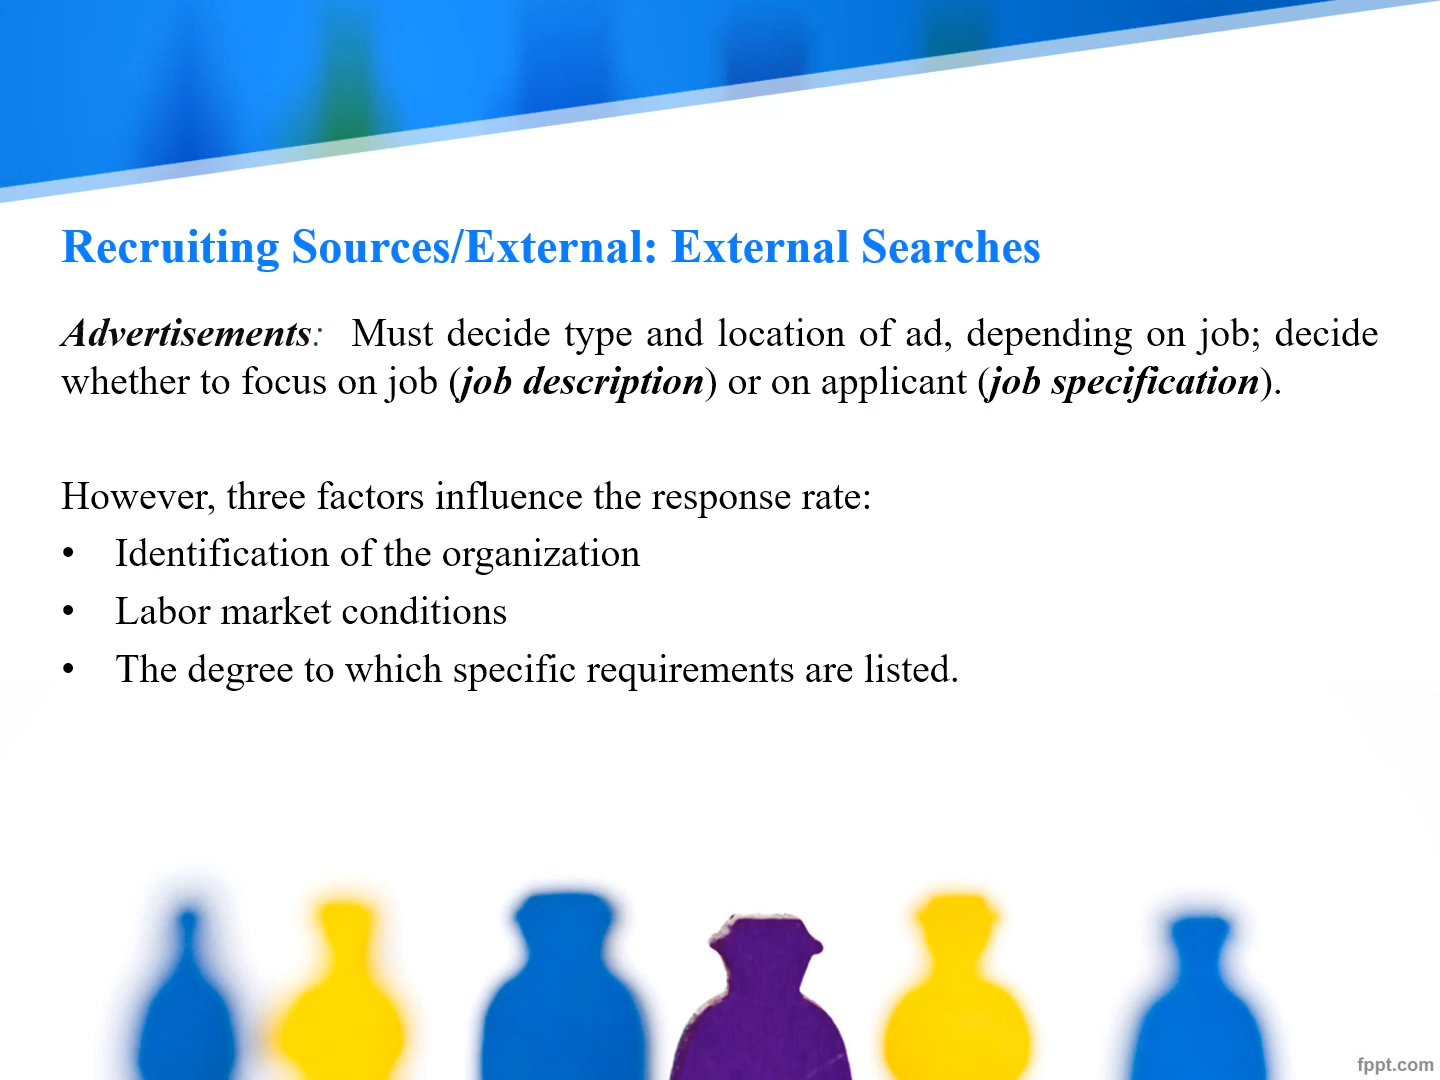 Recruiting Sources/External: External Searches
Advertisements: Must decide type and location of ad, depending on job; decide
whether to focus on job (job description) or on applicant (job specification).
However, three factors influence the response rate:
• Identification of the organization
• Labor market conditions
• The degree to which specific requirements are listed.
fppt.com